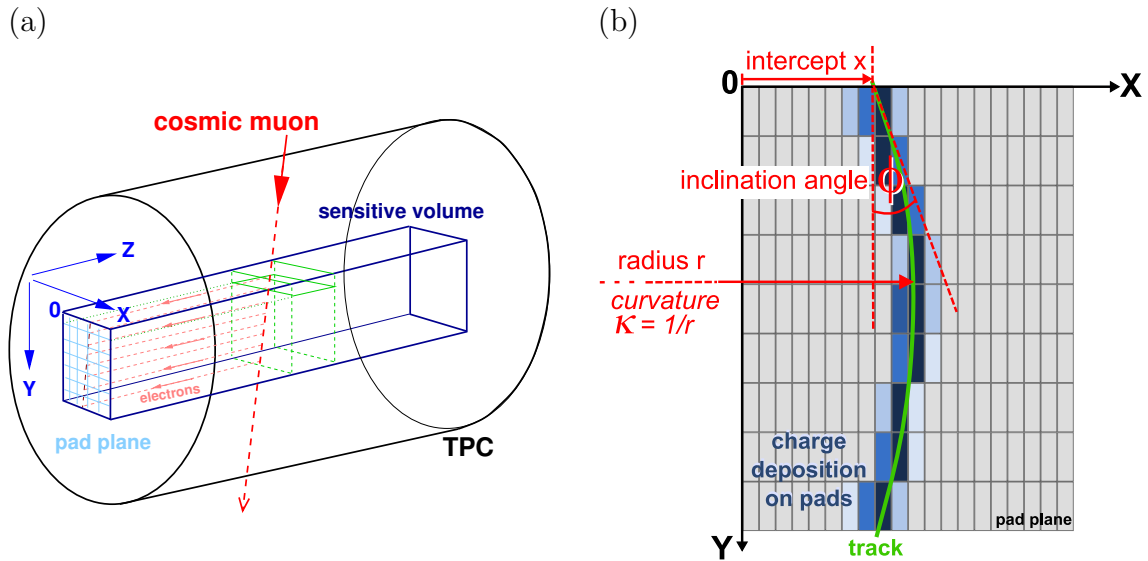 (a)
cosmic muon
sensitive volume
Z
0
X
Y
electrons
pad plane
TPC
(b)
intercept x
0
X
inclination angle
ϕ
radius r
curvature
κ = 1/r
charge
deposition
on pads
pad plane
Y
track